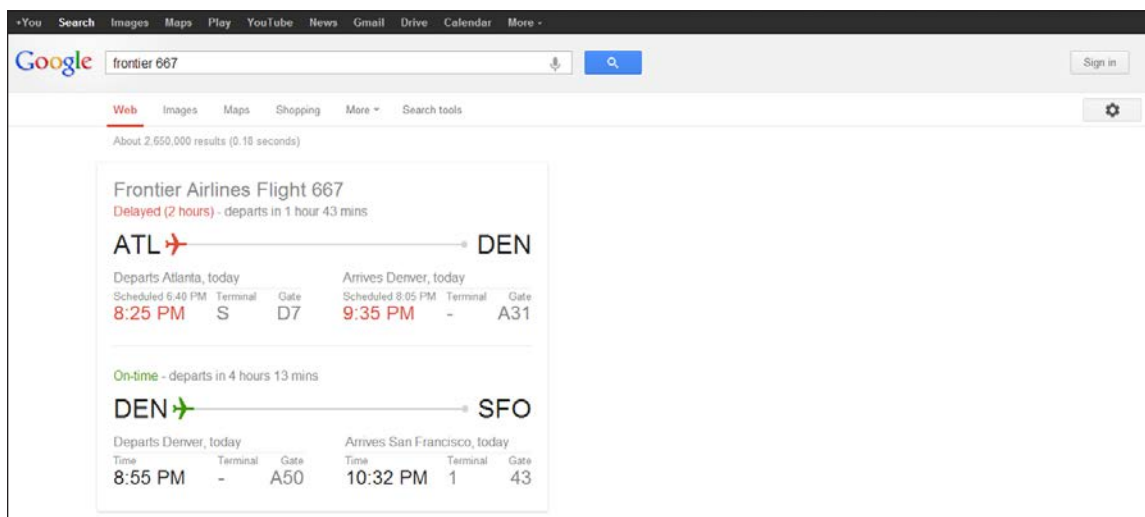 +You Search Images Maps Play YouTube News Gmail Drive Calendar More
Google frontier 667 Sign in
Web Images Maps Shopping More Search tools
About 2,650,000 results (0.18 seconds)
Frontier Airlines Flight 667
Delayed (2 hours) - departs in 1 hour 43 mins
ATL DEN
Departs Atlanta, today Arrives Denver, today
Scheduled 6:40 PM Terminal Gate Scheduled 8:05 PM Terminal Gate
8:25 PM S D7 9:35 PM - A31
On-time - departs in 4 hours 13 mins
DEN SFO
Departs Denver, today Arrives San Francisco, today
Time Terminal Gate Time Terminal Gate
8:55 PM - A50 10:32 PM 1 43